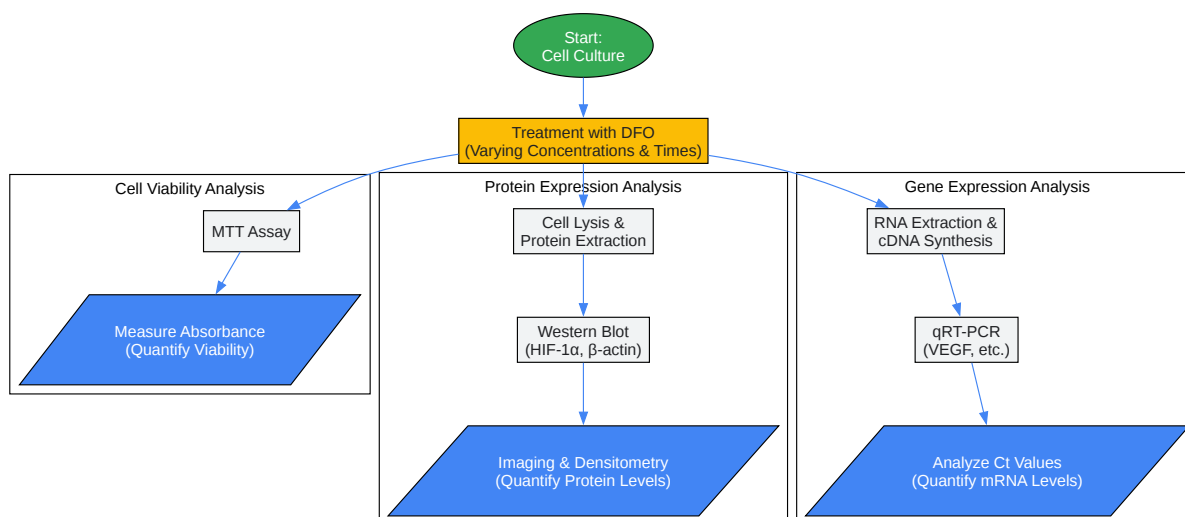 Start:
Cell Culture
Treatment with DFO
(Varying Concentrations & Times)
Cell Viability Analysis
MTT Assay
Measure Absorbance
(Quantify Viability)
Protein Expression Analysis
Cell Lysis &
Protein Extraction
Western Blot
(HIF-1α, β-actin)
Imaging & Densitometry
(Quantify Protein Levels)
Gene Expression Analysis
RNA Extraction &
cDNA Synthesis
qRT-PCR
(VEGF, etc.)
Analyze Ct Values
(Quantify mRNA Levels)